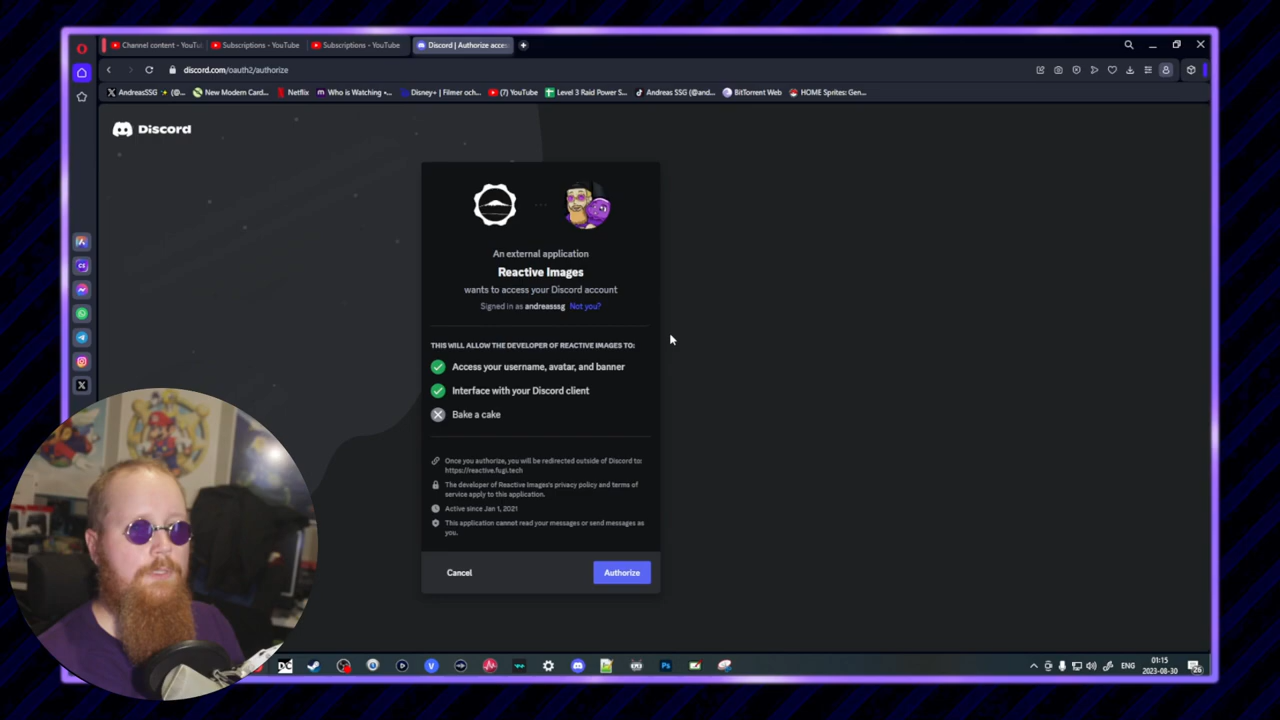 Channel content - YouTu
Subscriptions - YouTube
Subscriptions - YouTube
Discord | Authorize acce
discord.com/oauth2/authorize
AndreasSSG ✨ (@...
New Modern Card...
Netflix
Who is Watching •...
Disney+ | Filmer och...
(7) YouTube
Level 3 Raid Power S...
Andreas SSG (@and...
BitTorrent Web
HOME Sprites: Gen...
Discord
An external application
Reactive Images
wants to access your Discord account
Signed in as andreasssg Not you?
THIS WILL ALLOW THE DEVELOPER OF REACTIVE IMAGES TO:
Access your username, avatar, and banner
Interface with your Discord client
Bake a cake
Once you authorize, you will be redirected outside of Discord to:
https://reactive.fugi.tech
The developer of Reactive Images's privacy policy and terms of
service apply to this application.
Active since Jan 1, 2021
This application cannot read your messages or send messages as
you.
Cancel
Authorize
ENG
01:15
2023-08-30
26